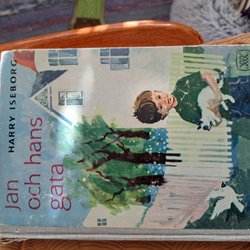 HARRY ISEBORG
Jan
och hans
gata